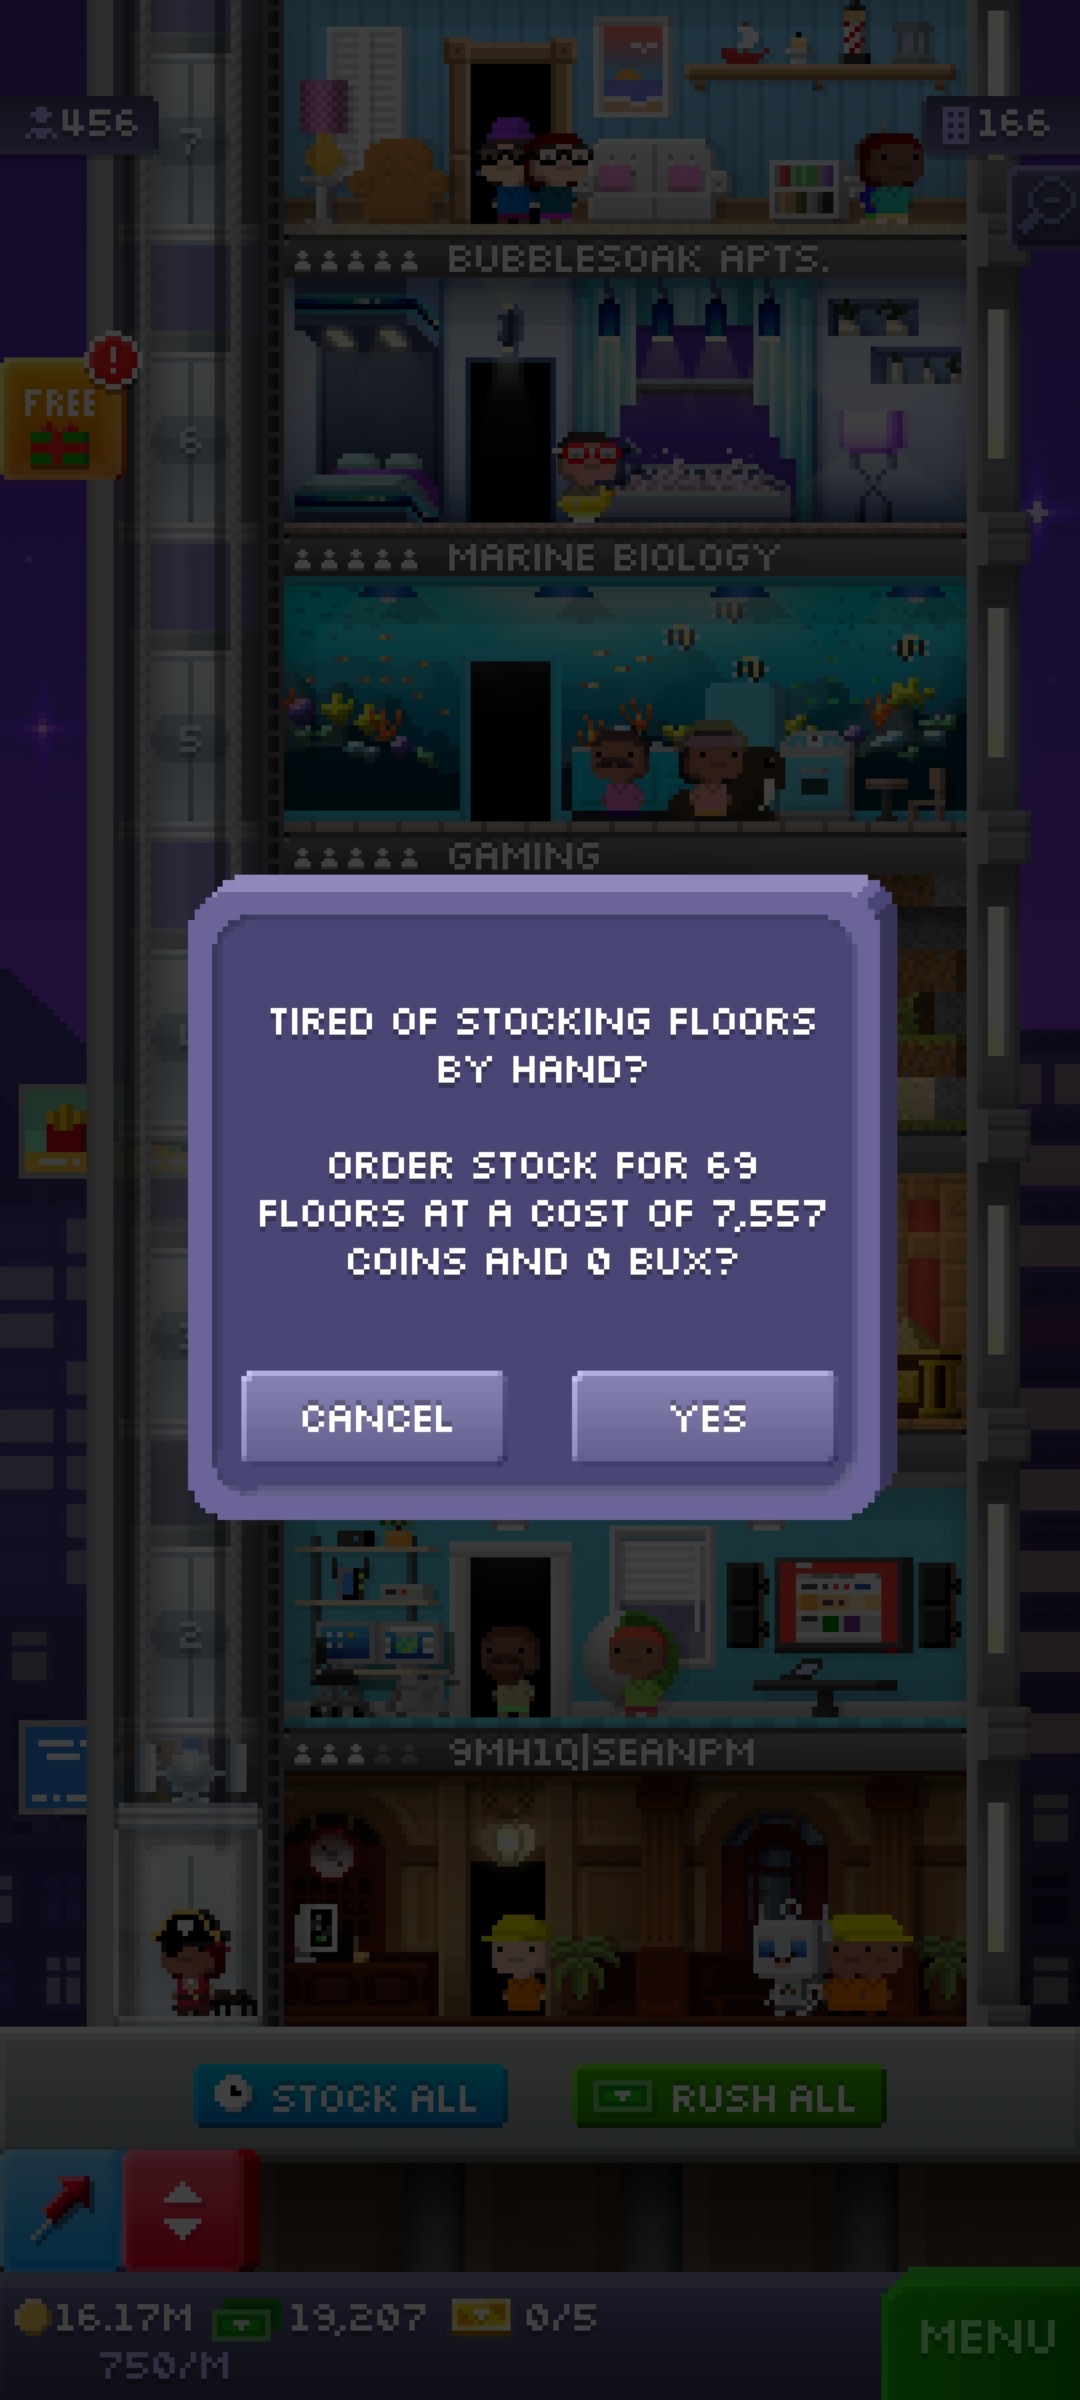 7
456
166
BUBBLESOAK APTS.
FREE
!
6
MARINE BIOLOGY
5
GAMING
TIRED OF STOCKING FLOORS
BY HAND?
ORDER STOCK FOR 69
FLOORS AT A COST OF 7,557
COINS AND 0 BUX?
CANCEL
YES
2
9MH1Q|SEANPM
STOCK ALL
RUSH ALL
16.17M
19,207
0/5
750/M
MENU